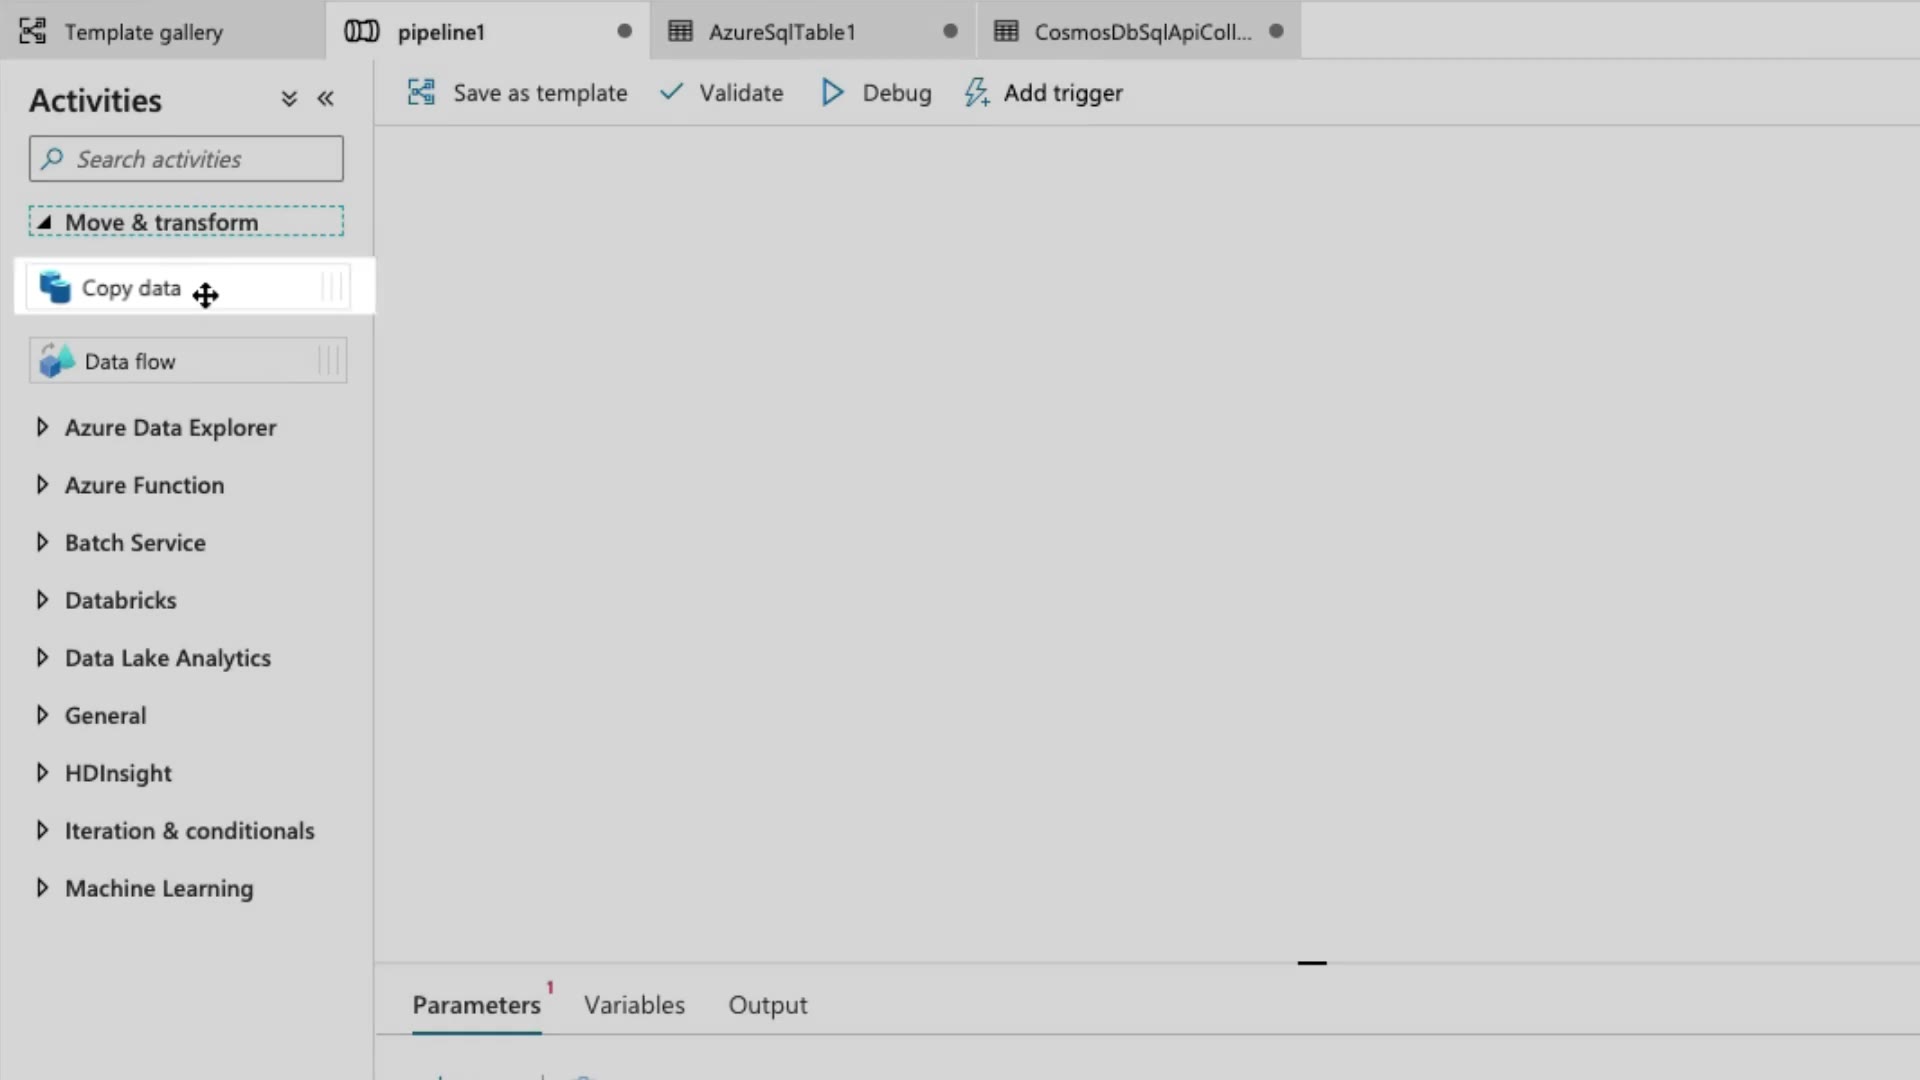 Template gallery
pipeline1
AzureSqlTable1
CosmosDbSqlApiColl...
Activities
Save as template
Validate
Debug
Add trigger
Search activities
Move & transform
Copy data
Data flow
Azure Data Explorer
Azure Function
Batch Service
Databricks
Data Lake Analytics
General
HDInsight
Iteration & conditionals
Machine Learning
Parameters 1
Variables
Output